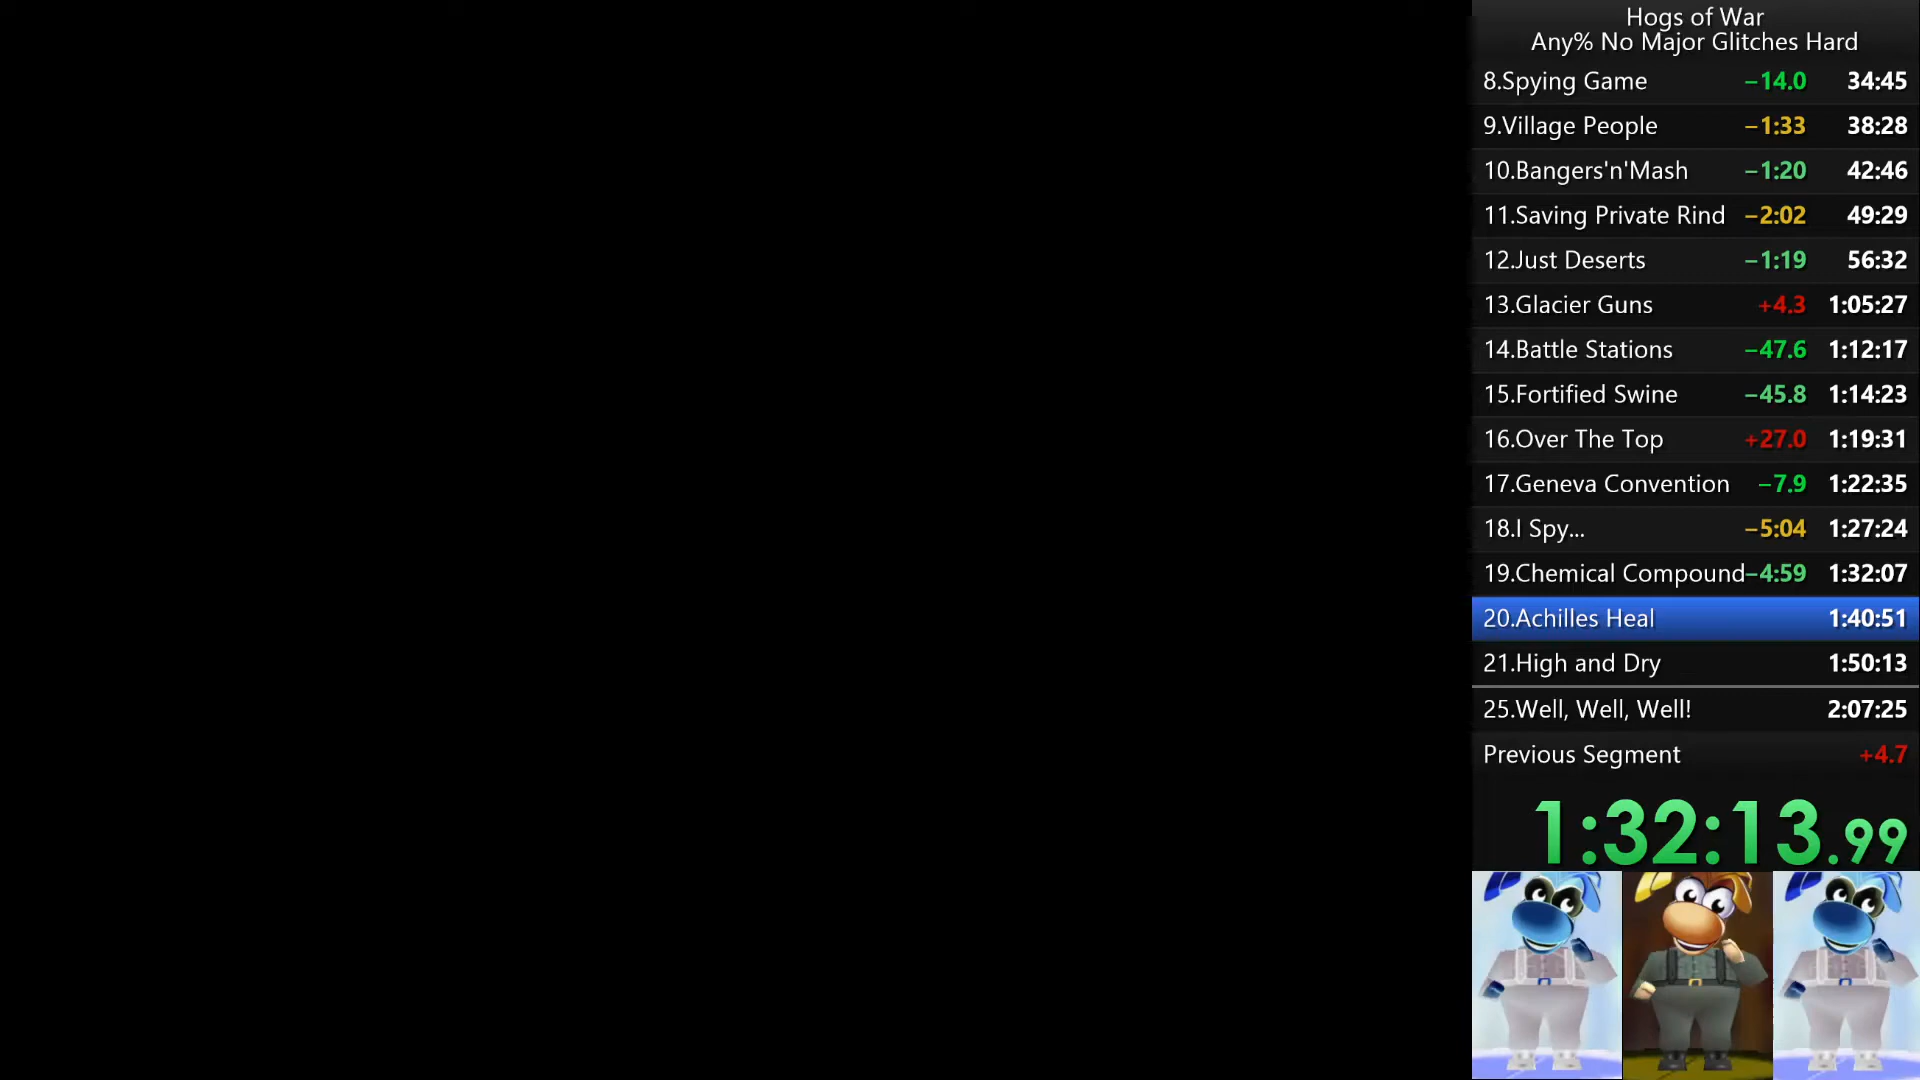 Hogs of War
Any% No Major Glitches Hard
8.Spying Game −14.0 34:45
9.Village People −1:33 38:28
10.Bangers'n'Mash −1:20 42:46
11.Saving Private Rind −2:02 49:29
12.Just Deserts −1:19 56:32
13.Glacier Guns +4.3 1:05:27
14.Battle Stations −47.6 1:12:17
15.Fortified Swine −45.8 1:14:23
16.Over The Top +27.0 1:19:31
17.Geneva Convention −7.9 1:22:35
18.I Spy... −5:04 1:27:24
19.Chemical Compound −4:59 1:32:07
20.Achilles Heal 1:40:51
21.High and Dry 1:50:13
25.Well, Well, Well! 2:07:25
Previous Segment +4.7
1:32:13.99